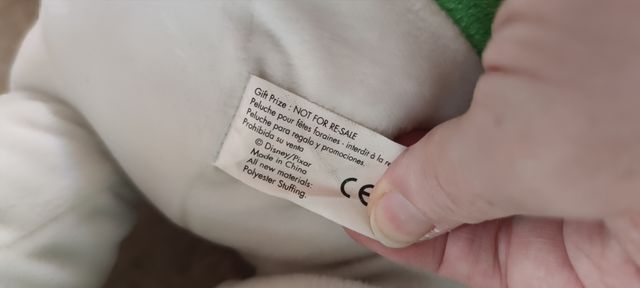 Gift Prize : NOT FOR RE-SALE
Peluche pour fêtes foraines : interdit à la
Peluche para regalo y promociones.
Prohibida su venta
© Disney/Pixar
Made in China
All new materials:
Polyester Stuffing.
CE